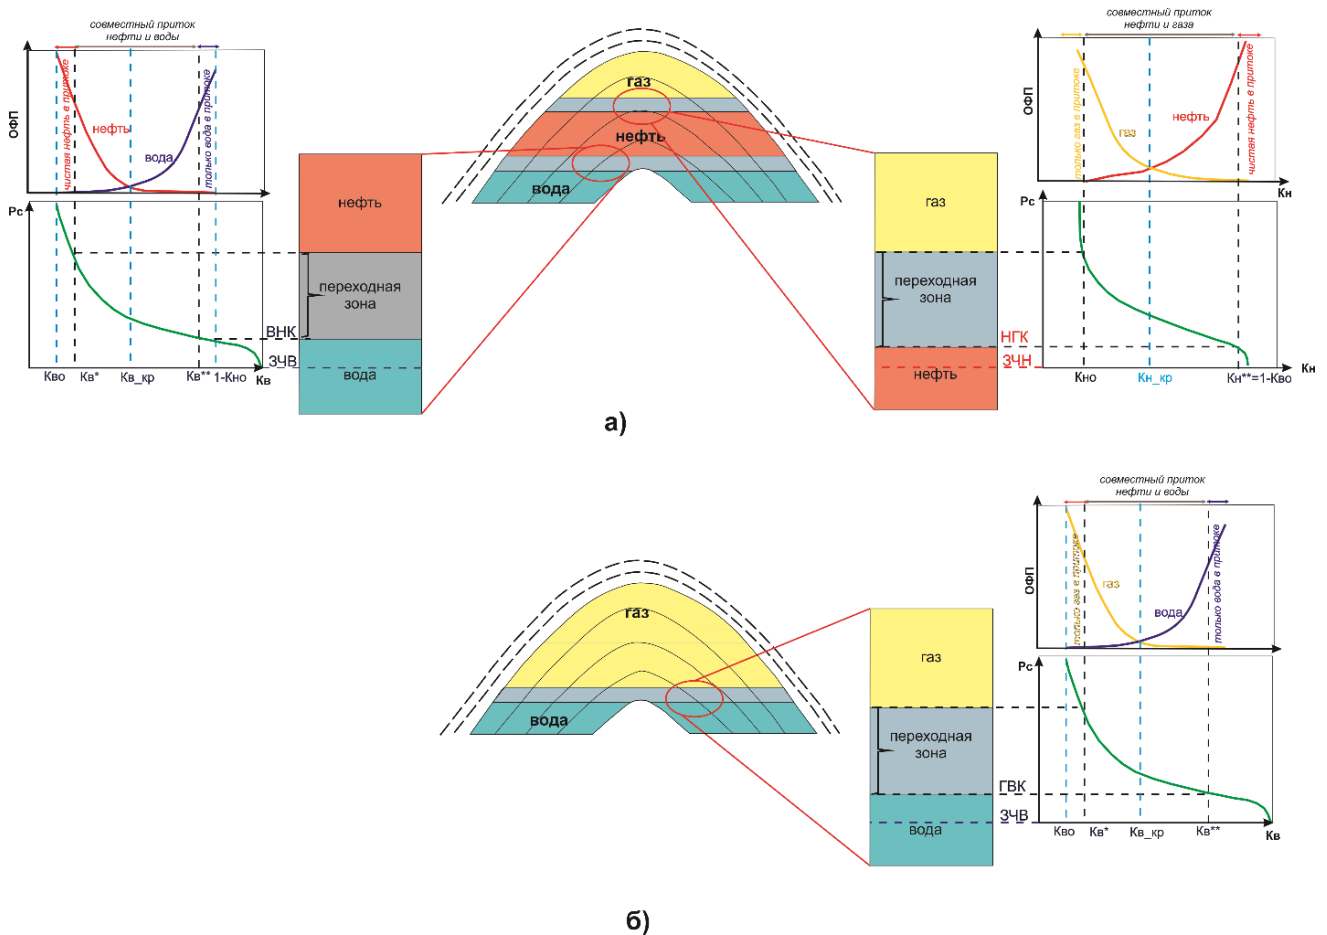 совместный приток
нефти и воды
ОФП
чистая нефть в притоке
нефть
вода
только вода в притоке
Рс
Кво
Кв*
Кв_кр
Кв**
1-Кно
Кв
нефть
переходная
зона
ВНК
ЗЧВ
вода
газ
нефть
вода
газ
переходная
зона
НГК
ЗЧН
нефть
совместный приток
нефти и газа
ОФП
только газ в притоке
газ
нефть
чистая нефть в притоке
Кн
Рс
Кно
Кн_кр
Кн**=1-Кво
Кн
а)
газ
вода
газ
переходная
зона
ГВК
ЗЧВ
вода
совместный приток
нефти и воды
ОФП
только газ в притоке
газ
вода
только вода в притоке
Рс
Кво
Кв*
Кв_кр
Кв**
Кв
б)